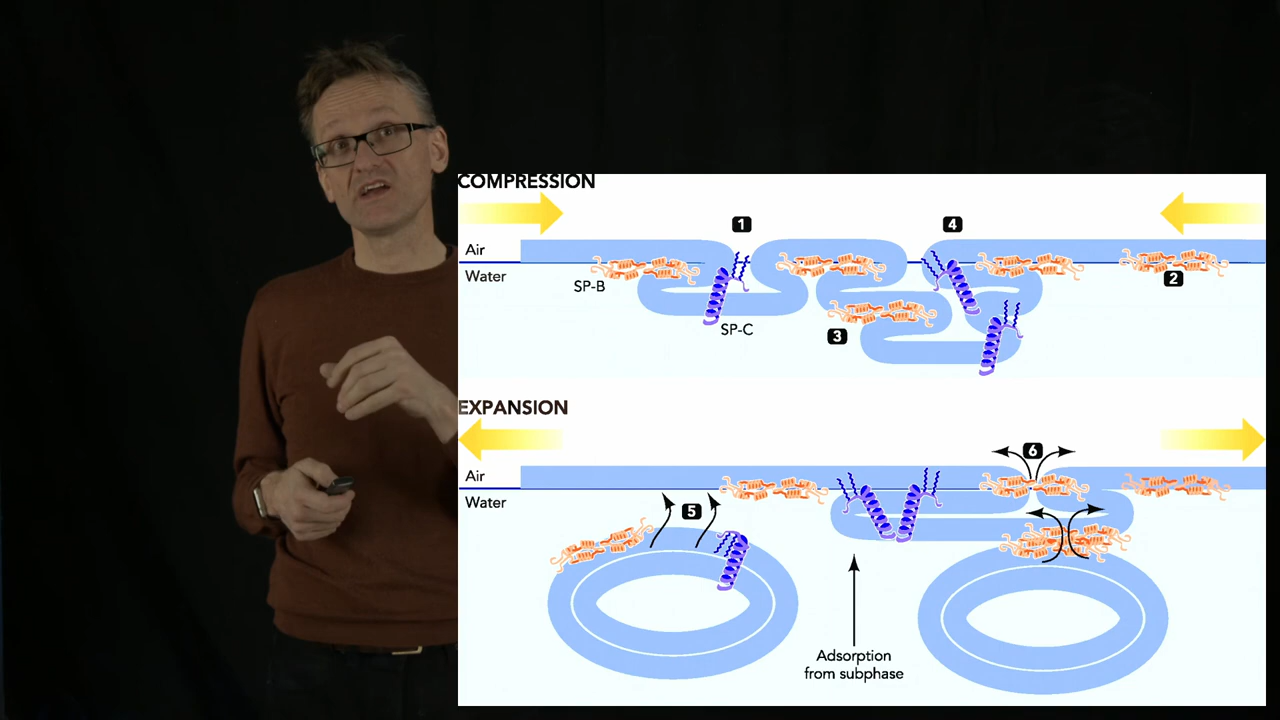 COMPRESSION
1
4
Air
Water
SP-B
2
SP-C
3
EXPANSION
6
Air
Water
5
Adsorption
from subphase